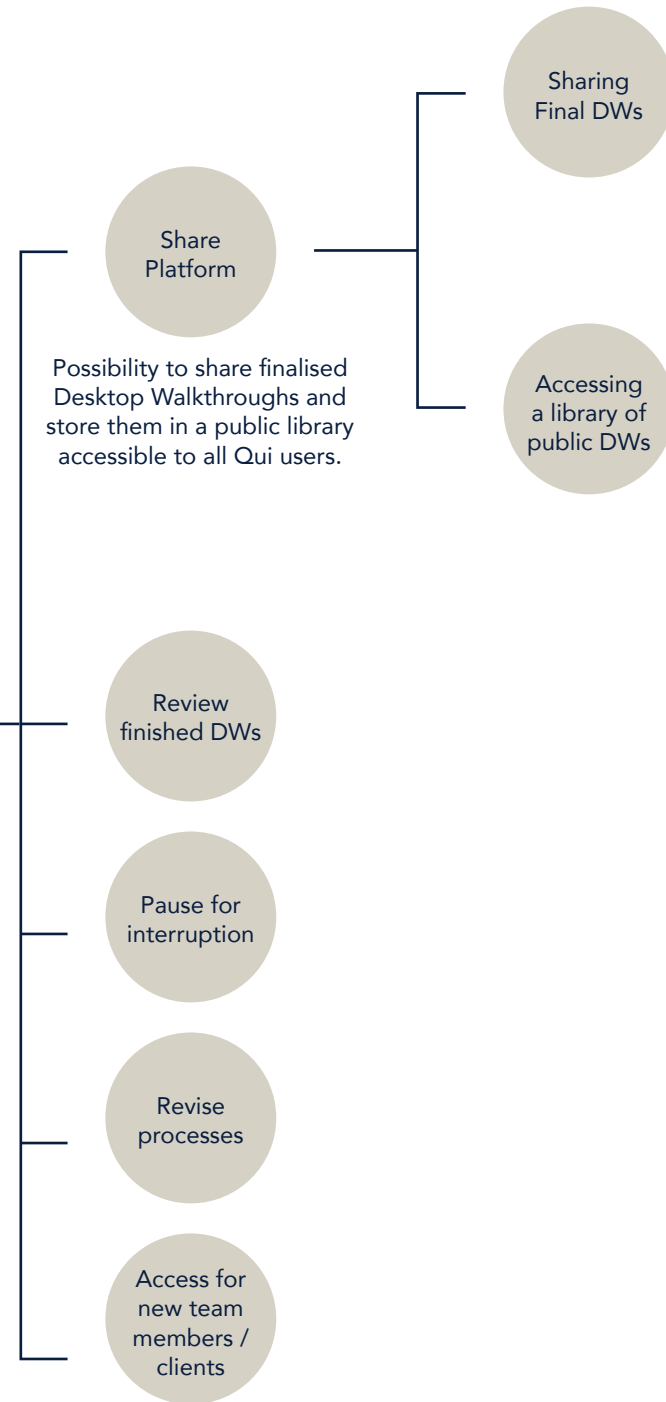 Sharing
Final DWs
Share
Platform
Possibility to share finalised
Desktop Walkthroughs and
store them in a public library
accessible to all Qui users.
Accessing
a library of
public DWs
Review
finished DWs
Pause for
interruption
Revise
processes
Access for
new team
members /
clients